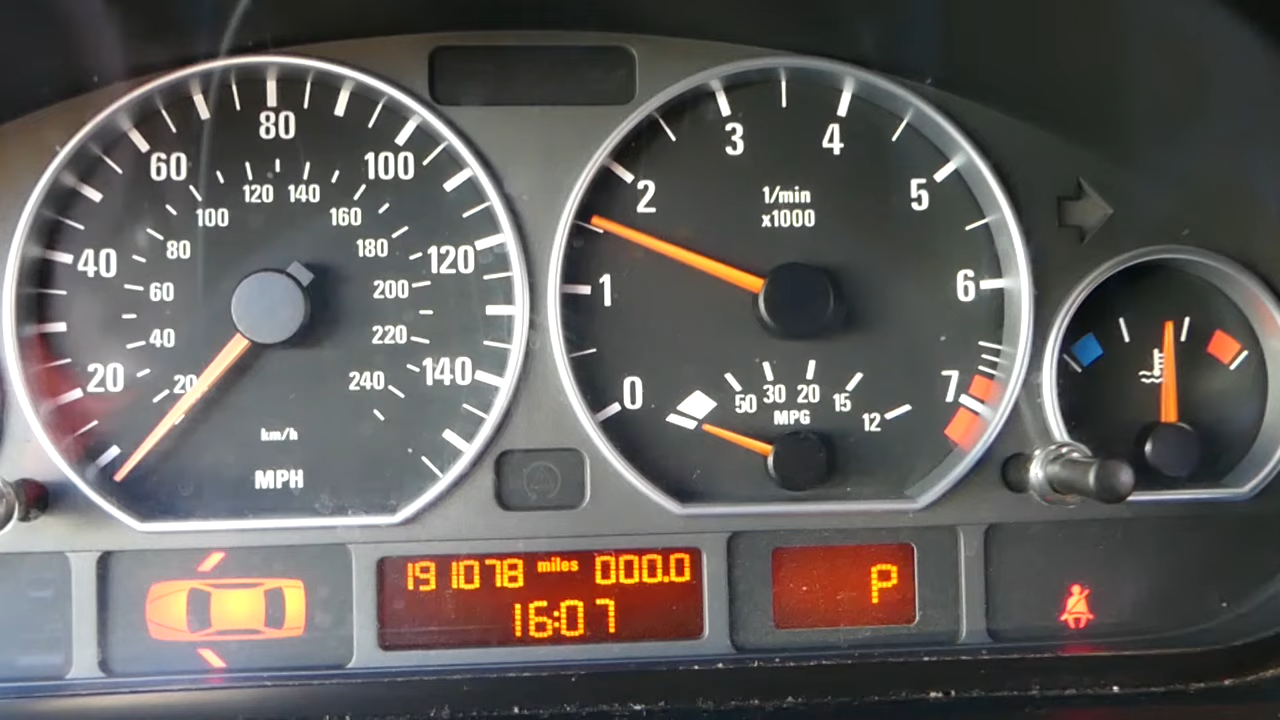 20 40 60 80 100 120 140
20 40 60 80 100 120 140 160 180 200 220 240
km/h
MPH
0 1 2 3 4 5 6 7
1/min
x1000
50 30 20 15 12
MPG
191078 miles 000.0
16:07
P